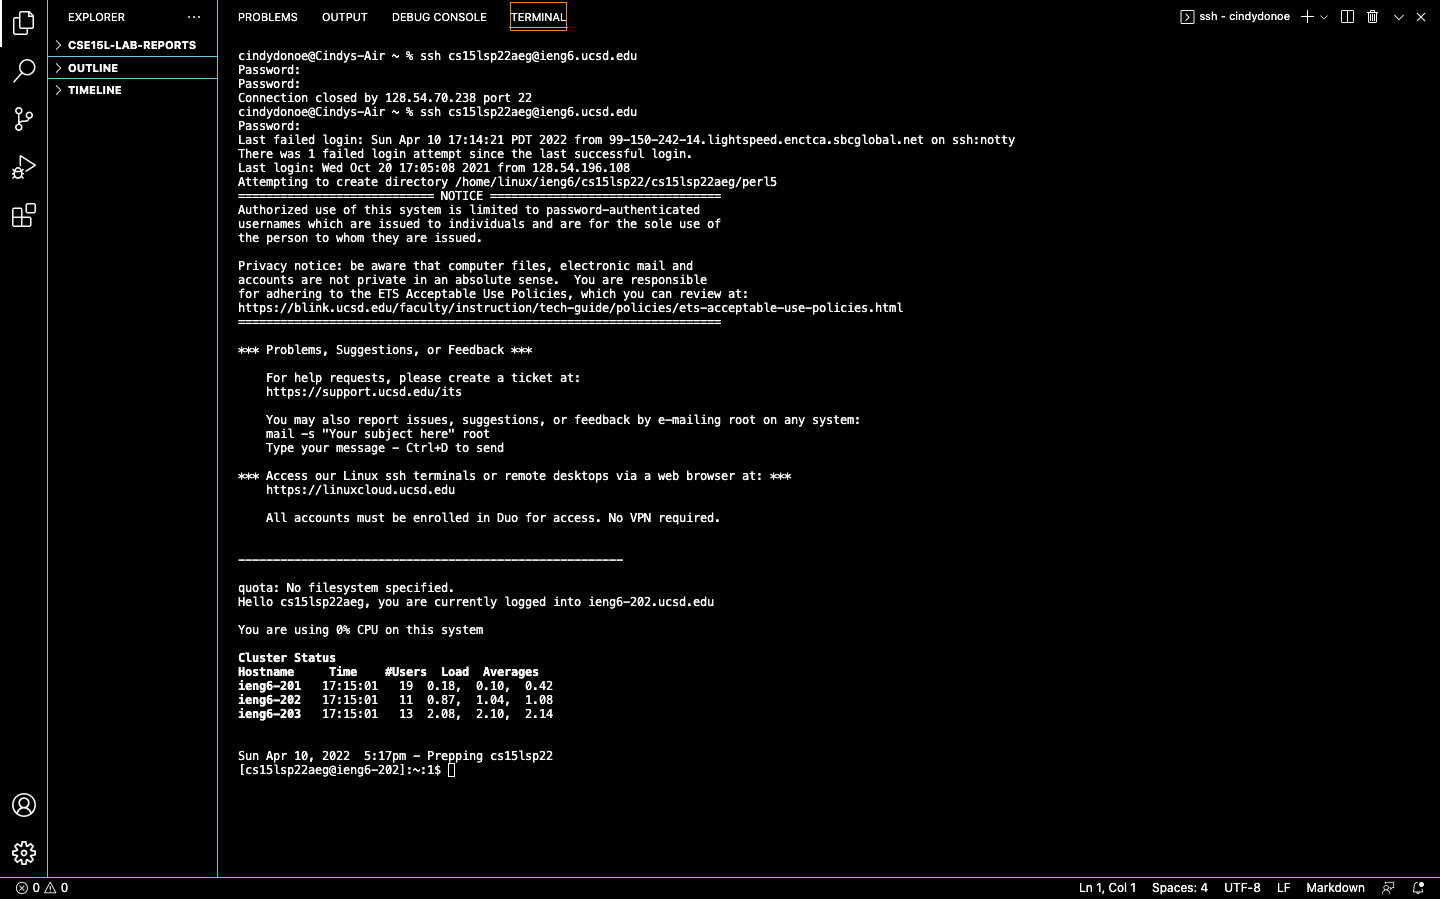 EXPLORER ···
CSE15L-LAB-REPORTS
OUTLINE
TIMELINE
PROBLEMS OUTPUT DEBUG CONSOLE TERMINAL
ssh - cindydonoe
cindydonoe@Cindys-Air ~ % ssh cs15lsp22aeg@ieng6.ucsd.edu
Password:
Password:
Connection closed by 128.54.70.238 port 22
cindydonoe@Cindys-Air ~ % ssh cs15lsp22aeg@ieng6.ucsd.edu
Password:
Last failed login: Sun Apr 10 17:14:21 PDT 2022 from 99-150-242-14.lightspeed.enctca.sbcglobal.net on ssh:notty
There was 1 failed login attempt since the last successful login.
Last login: Wed Oct 20 17:05:08 2021 from 128.54.196.108
Attempting to create directory /home/linux/ieng6/cs15lsp22/cs15lsp22aeg/perl5
============================ NOTICE =================================
Authorized use of this system is limited to password-authenticated
usernames which are issued to individuals and are for the sole use of
the person to whom they are issued.
Privacy notice: be aware that computer files, electronic mail and
accounts are not private in an absolute sense.  You are responsible
for adhering to the ETS Acceptable Use Policies, which you can review at:
https://blink.ucsd.edu/faculty/instruction/tech-guide/policies/ets-acceptable-use-policies.html
=====================================================================
*** Problems, Suggestions, or Feedback ***
For help requests, please create a ticket at:
https://support.ucsd.edu/its
You may also report issues, suggestions, or feedback by e-mailing root on any system:
mail -s "Your subject here" root
Type your message - Ctrl+D to send
*** Access our Linux ssh terminals or remote desktops via a web browser at: ***
https://linuxcloud.ucsd.edu
All accounts must be enrolled in Duo for access. No VPN required.
-------------------------------------------------------
quota: No filesystem specified.
Hello cs15lsp22aeg, you are currently logged into ieng6-202.ucsd.edu
You are using 0% CPU on this system
Cluster Status
Hostname     Time    #Users  Load  Averages
ieng6-201   17:15:01   19  0.18,  0.10,  0.42
ieng6-202   17:15:01   11  0.87,  1.04,  1.08
ieng6-203   17:15:01   13  2.08,  2.10,  2.14
Sun Apr 10, 2022  5:17pm - Prepping cs15lsp22
[cs15lsp22aeg@ieng6-202]:~:1$
0 0 Ln 1, Col 1 Spaces: 4 UTF-8 LF Markdown